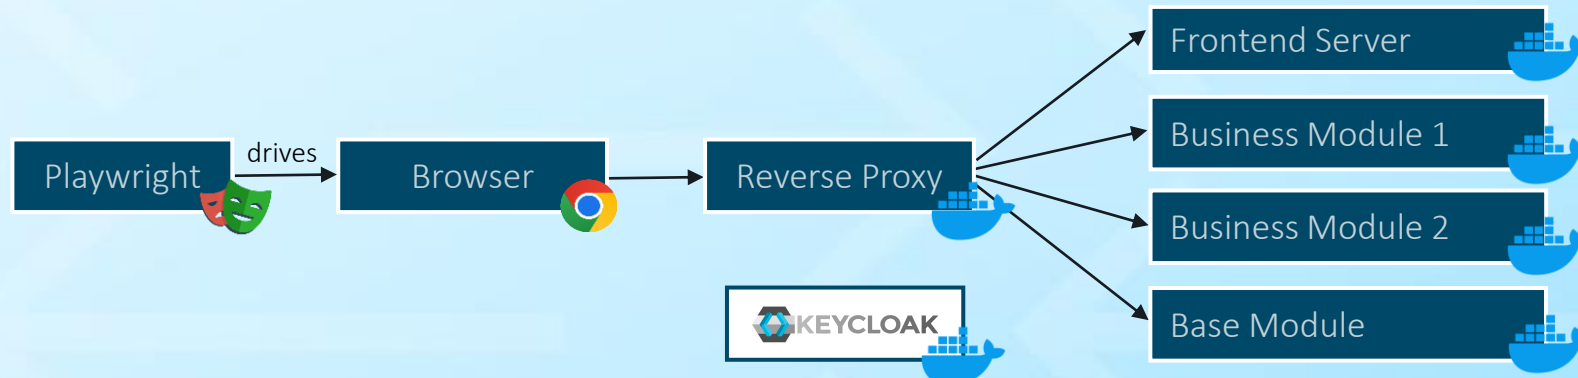 Frontend Server
Business Module 1
drives
Playwright
Browser
Reverse Proxy
Business Module 2
KEYCLOAK
Base Module